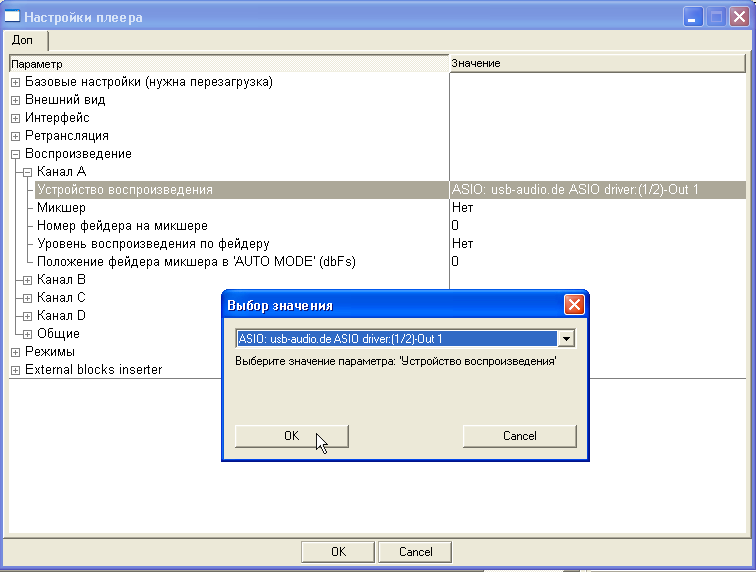 Настройки плеера
Доп
Параметр Значение
Базовые настройки (нужна перезагрузка)
Внешний вид
Интерфейс
Ретрансляция
Воспроизведение
Канал A
Устройство воспроизведения ASIO: usb-audio.de ASIO driver:(1/2)-Out 1
Микшер Нет
Номер фейдера на микшере 0
Уровень воспроизведения по фейдеру Нет
Положение фейдера микшера в 'AUTO MODE' (dbFs) 0
Канал B
Канал C
Канал D
Общие
Режимы
External blocks inserter
Выбор значения
ASIO: usb-audio.de ASIO driver:(1/2)-Out 1
Выберите значение параметра: 'Устройство воспроизведения'
OK Cancel
OK Cancel